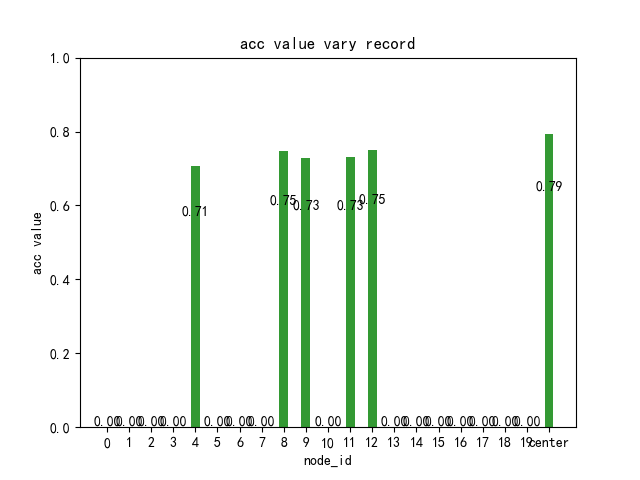 acc value vary record
1.0
0.8
0.6
0.4
0.2
0.0
acc value
0.00 0.00 0.00 0.00 0.71 0.00 0.00 0.00 0.75 0.73 0.00 0.73 0.75 0.00 0.00 0.00 0.00 0.00 0.00 0.00 0.79
0 1 2 3 4 5 6 7 8 9 10 11 12 13 14 15 16 17 18 19 center
node_id